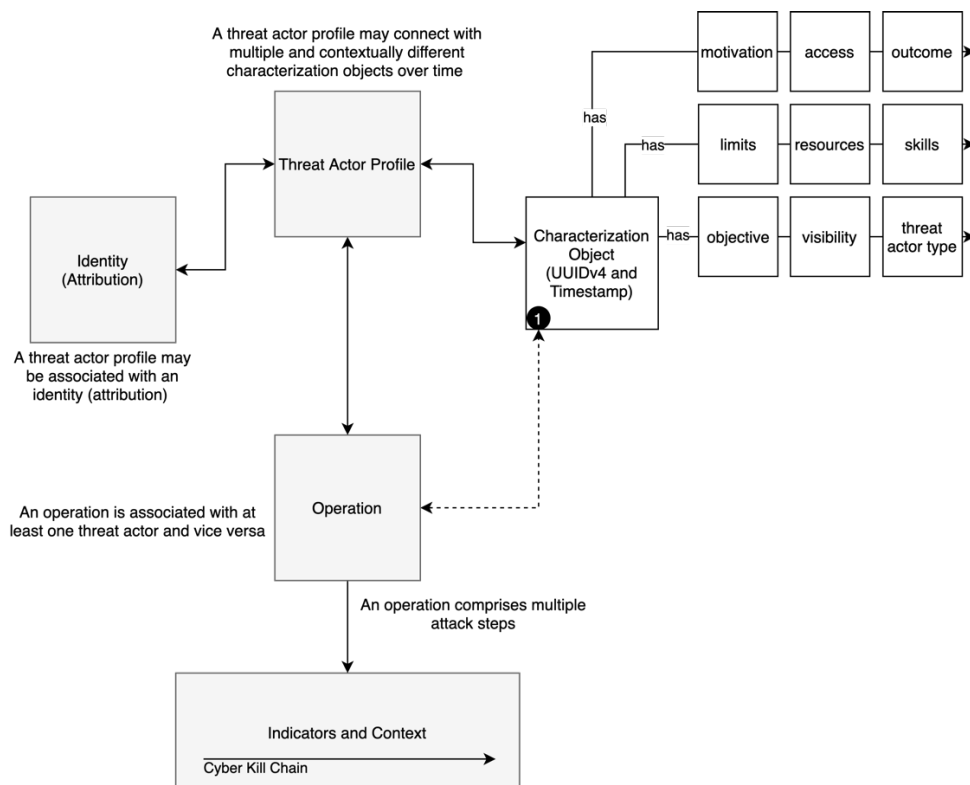 A threat actor profile may connect with
multiple and contextually different
characterization objects over time
motivation
access
outcome
has
Threat Actor Profile
has
limits
resources
skills
Identity
(Attribution)
Characterization
Object
(UUIDv4 and
Timestamp)
1
has
objective
visibility
threat
actor type
A threat actor profile may
be associated with an
identity (attribution)
An operation is associated with at
least one threat actor and vice versa
Operation
An operation comprises multiple
attack steps
Indicators and Context
Cyber Kill Chain